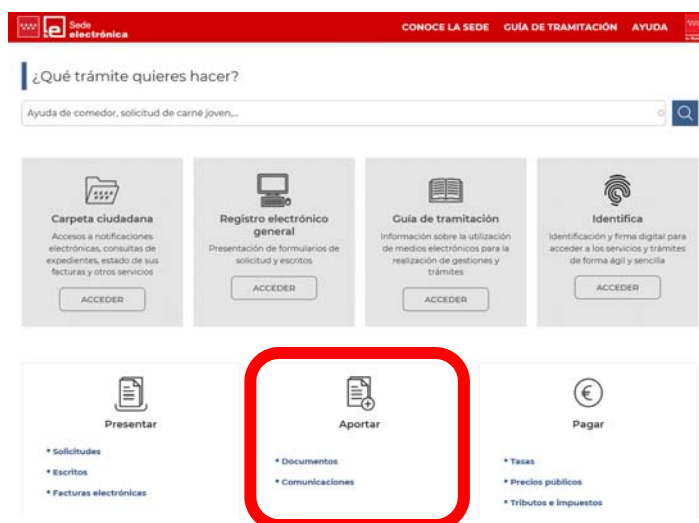 Sede
electrónica
CONOCE LA SEDE GUÍA DE TRAMITACIÓN AYUDA
¿Qué trámite quieres hacer?
Ayuda de comedor, solicitud de carné joven,...
Carpeta ciudadana
Accesos a notificaciones
electrónicas, consultas de
expedientes, estado de sus
facturas y otros servicios
ACCEDER
Registro electrónico
general
Presentación de formularios de
solicitud y escritos
ACCEDER
Guía de tramitación
Información sobre la utilización
de medios electrónicos para la
realización de gestiones y
trámites
ACCEDER
Identifica
Identificación y firma digital para
acceder a los servicios y trámites
de forma ágil y sencilla
ACCEDER
Presentar
* Solicitudes
* Escritos
* Facturas electrónicas
Aportar
* Documentos
* Comunicaciones
Pagar
* Tasas
* Precios públicos
* Tributos e impuestos